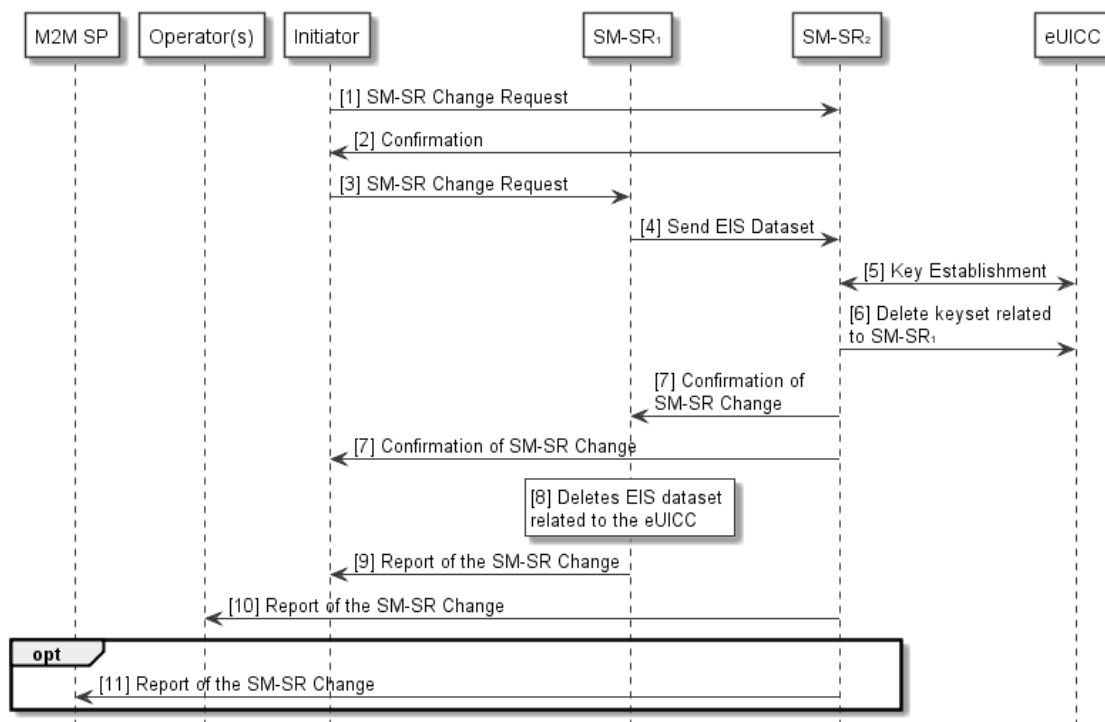 M2M SP
Operator(s)
Initiator
SM-SR₁
SM-SR₂
eUICC
[1] SM-SR Change Request
[2] Confirmation
[3] SM-SR Change Request
[4] Send EIS Dataset
[5] Key Establishment
[6] Delete keyset related
to SM-SR₁
[7] Confirmation of
SM-SR Change
[7] Confirmation of SM-SR Change
[8] Deletes EIS dataset
related to the eUICC
[9] Report of the SM-SR Change
[10] Report of the SM-SR Change
opt
[11] Report of the SM-SR Change